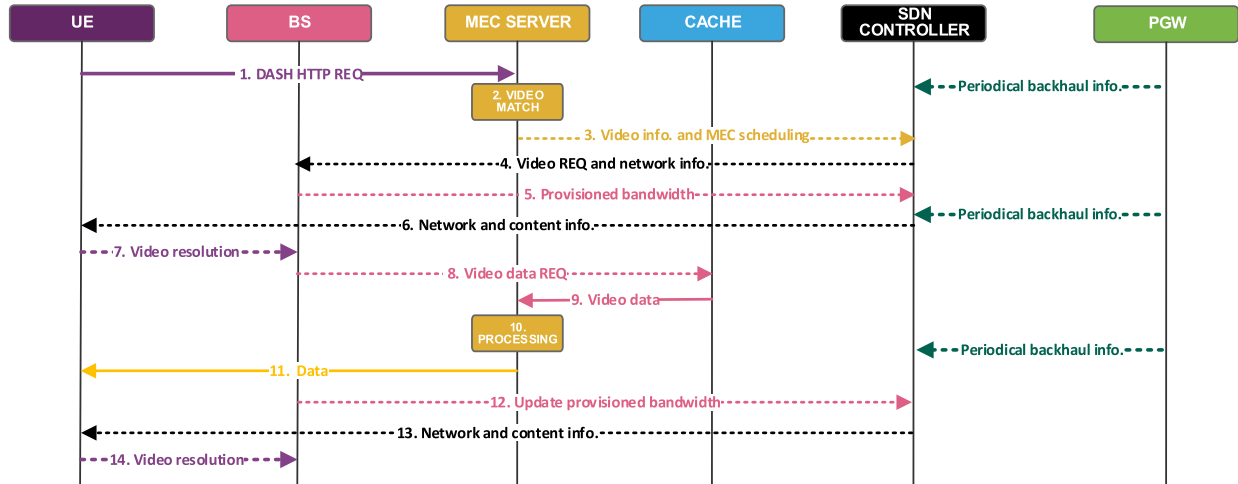 UE
BS
MEC SERVER
CACHE
SDN
CONTROLLER
PGW
1. DASH HTTP REQ
Periodical backhaul info.
2. VIDEO
MATCH
3. Video info. and MEC scheduling
4. Video REQ and network info.
5. Provisioned bandwidth
Periodical backhaul info.
6. Network and content info.
7. Video resolution
8. Video data REQ
9. Video data
10.
PROCESSING
Periodical backhaul info.
11. Data
12. Update provisioned bandwidth
13. Network and content info.
14. Video resolution